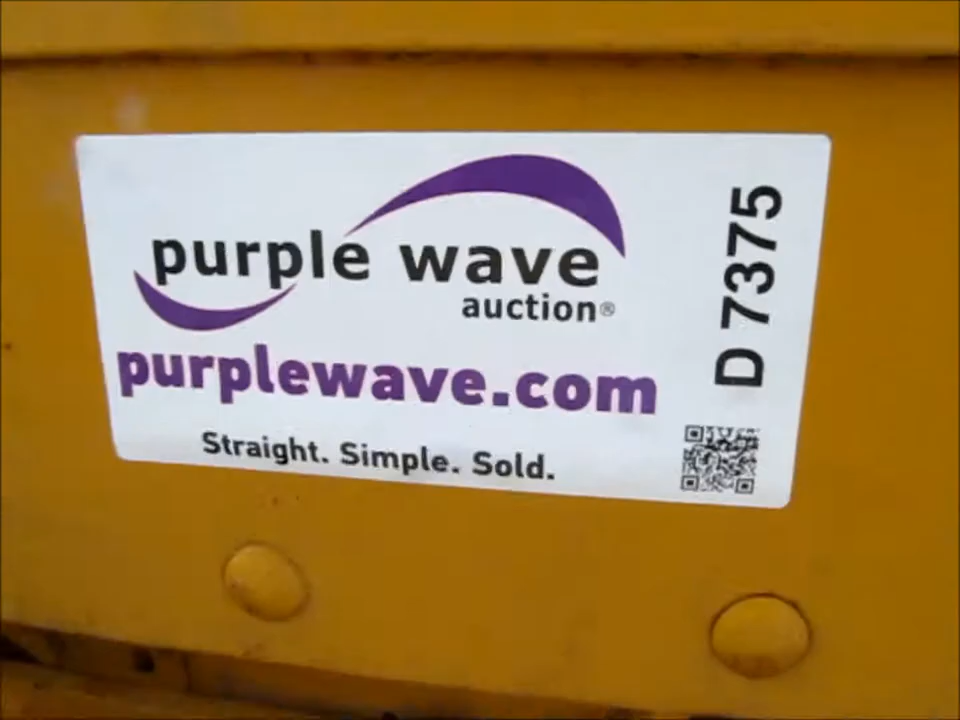 purple wave
auction®
purplewave.com
Straight. Simple. Sold.
D 7375